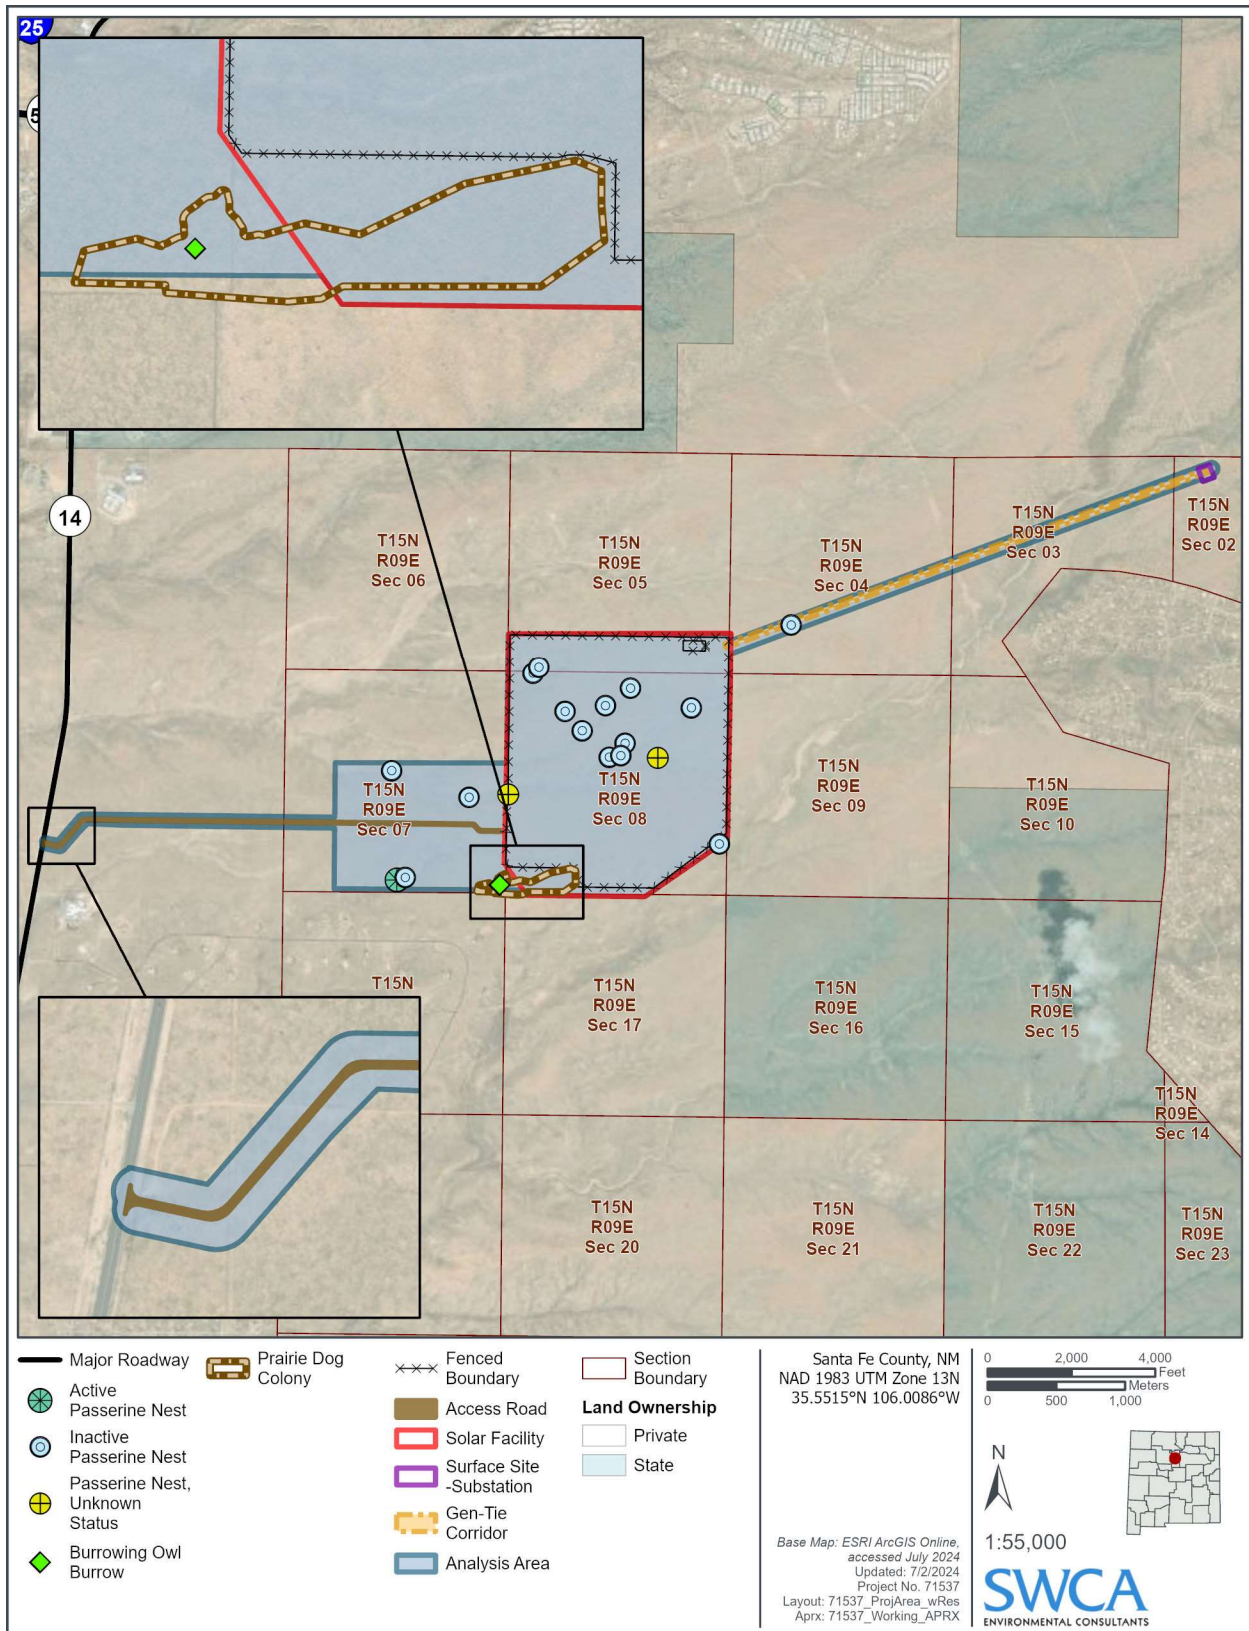 25
5
14
T15N
R09E
Sec 06
T15N
R09E
Sec 05
T15N
R09E
Sec 04
T15N
R09E
Sec 03
T15N
R09E
Sec 02
T15N
R09E
Sec 07
T15N
R09E
Sec 08
T15N
R09E
Sec 09
T15N
R09E
Sec 10
T15N
T15N
R09E
Sec 17
T15N
R09E
Sec 16
T15N
R09E
Sec 15
T15N
R09E
Sec 14
T15N
R09E
Sec 20
T15N
R09E
Sec 21
T15N
R09E
Sec 22
T15N
R09E
Sec 23
Major Roadway
Active
Passerine Nest
Inactive
Passerine Nest
Passerine Nest,
Unknown
Status
Burrowing Owl
Burrow
Prairie Dog
Colony
Fenced
Boundary
Access Road
Solar Facility
Surface Site
-Substation
Gen-Tie
Corridor
Analysis Area
Section
Boundary
Land Ownership
Private
State
Santa Fe County, NM
NAD 1983 UTM Zone 13N
35.5515°N 106.0086°W
Base Map: ESRI ArcGIS Online,
accessed July 2024
Updated: 7/2/2024
Project No. 71537
Layout: 71537_ProjArea_wRes
Aprx: 71537_Working_APRX
0 2,000 4,000
Feet
Meters
0 500 1,000
N
1:55,000
SWCA
ENVIRONMENTAL CONSULTANTS